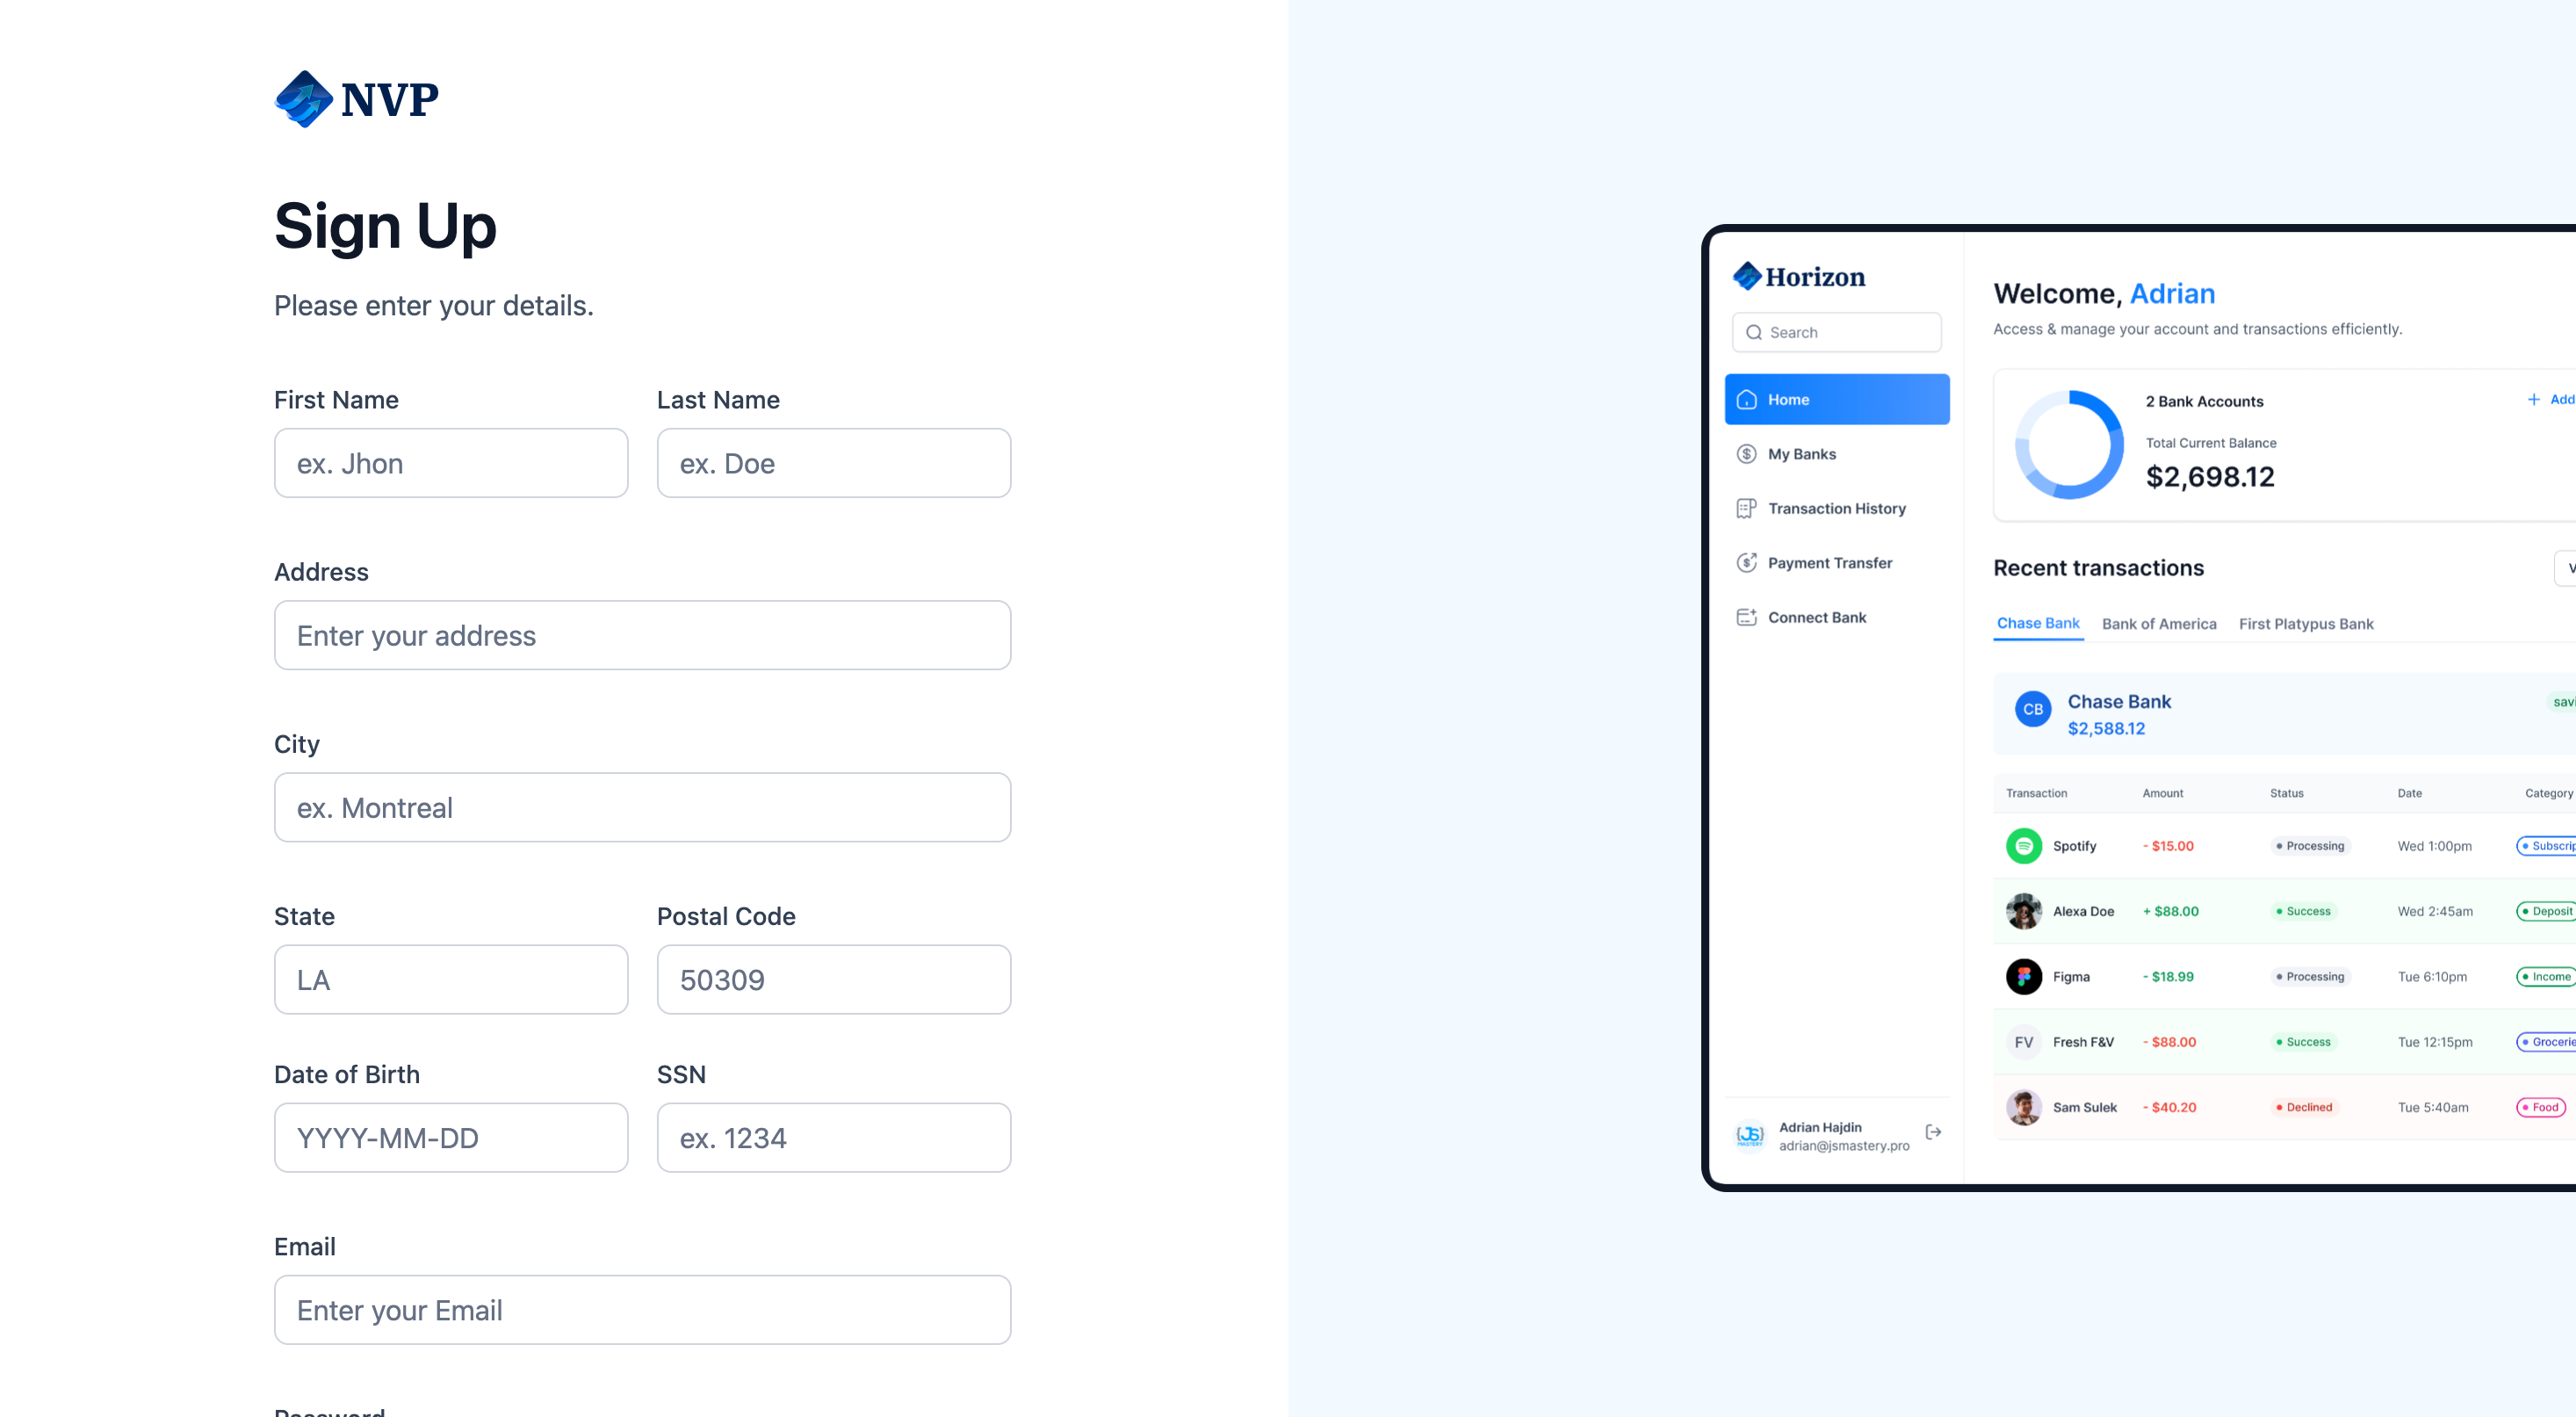 NVP
Sign Up
Please enter your details.
First Name
Last Name
ex. Jhon
ex. Doe
Address
Enter your address
City
ex. Montreal
State
Postal Code
LA
50309
Date of Birth
SSN
YYYY-MM-DD
ex. 1234
Email
Enter your Email
Password
Horizon
Search
Home
My Banks
Transaction History
Payment Transfer
Connect Bank
Adrian Hajdin
adrian@jsmastery.pro
Welcome, Adrian
Access & manage your account and transactions efficiently.
2 Bank Accounts
+ Add
Total Current Balance
$2,698.12
Recent transactions
V
Chase Bank Bank of America First Platypus Bank
CB
Chase Bank
savi
$2,588.12
Transaction Amount Status Date Category
Spotify - $15.00 Processing Wed 1:00pm Subscrip
Alexa Doe + $88.00 Success Wed 2:45am Deposit
Figma - $18.99 Processing Tue 6:10pm Income
FV Fresh F&V - $88.00 Success Tue 12:15pm Grocerie
Sam Sulek - $40.20 Declined Tue 5:40am Food